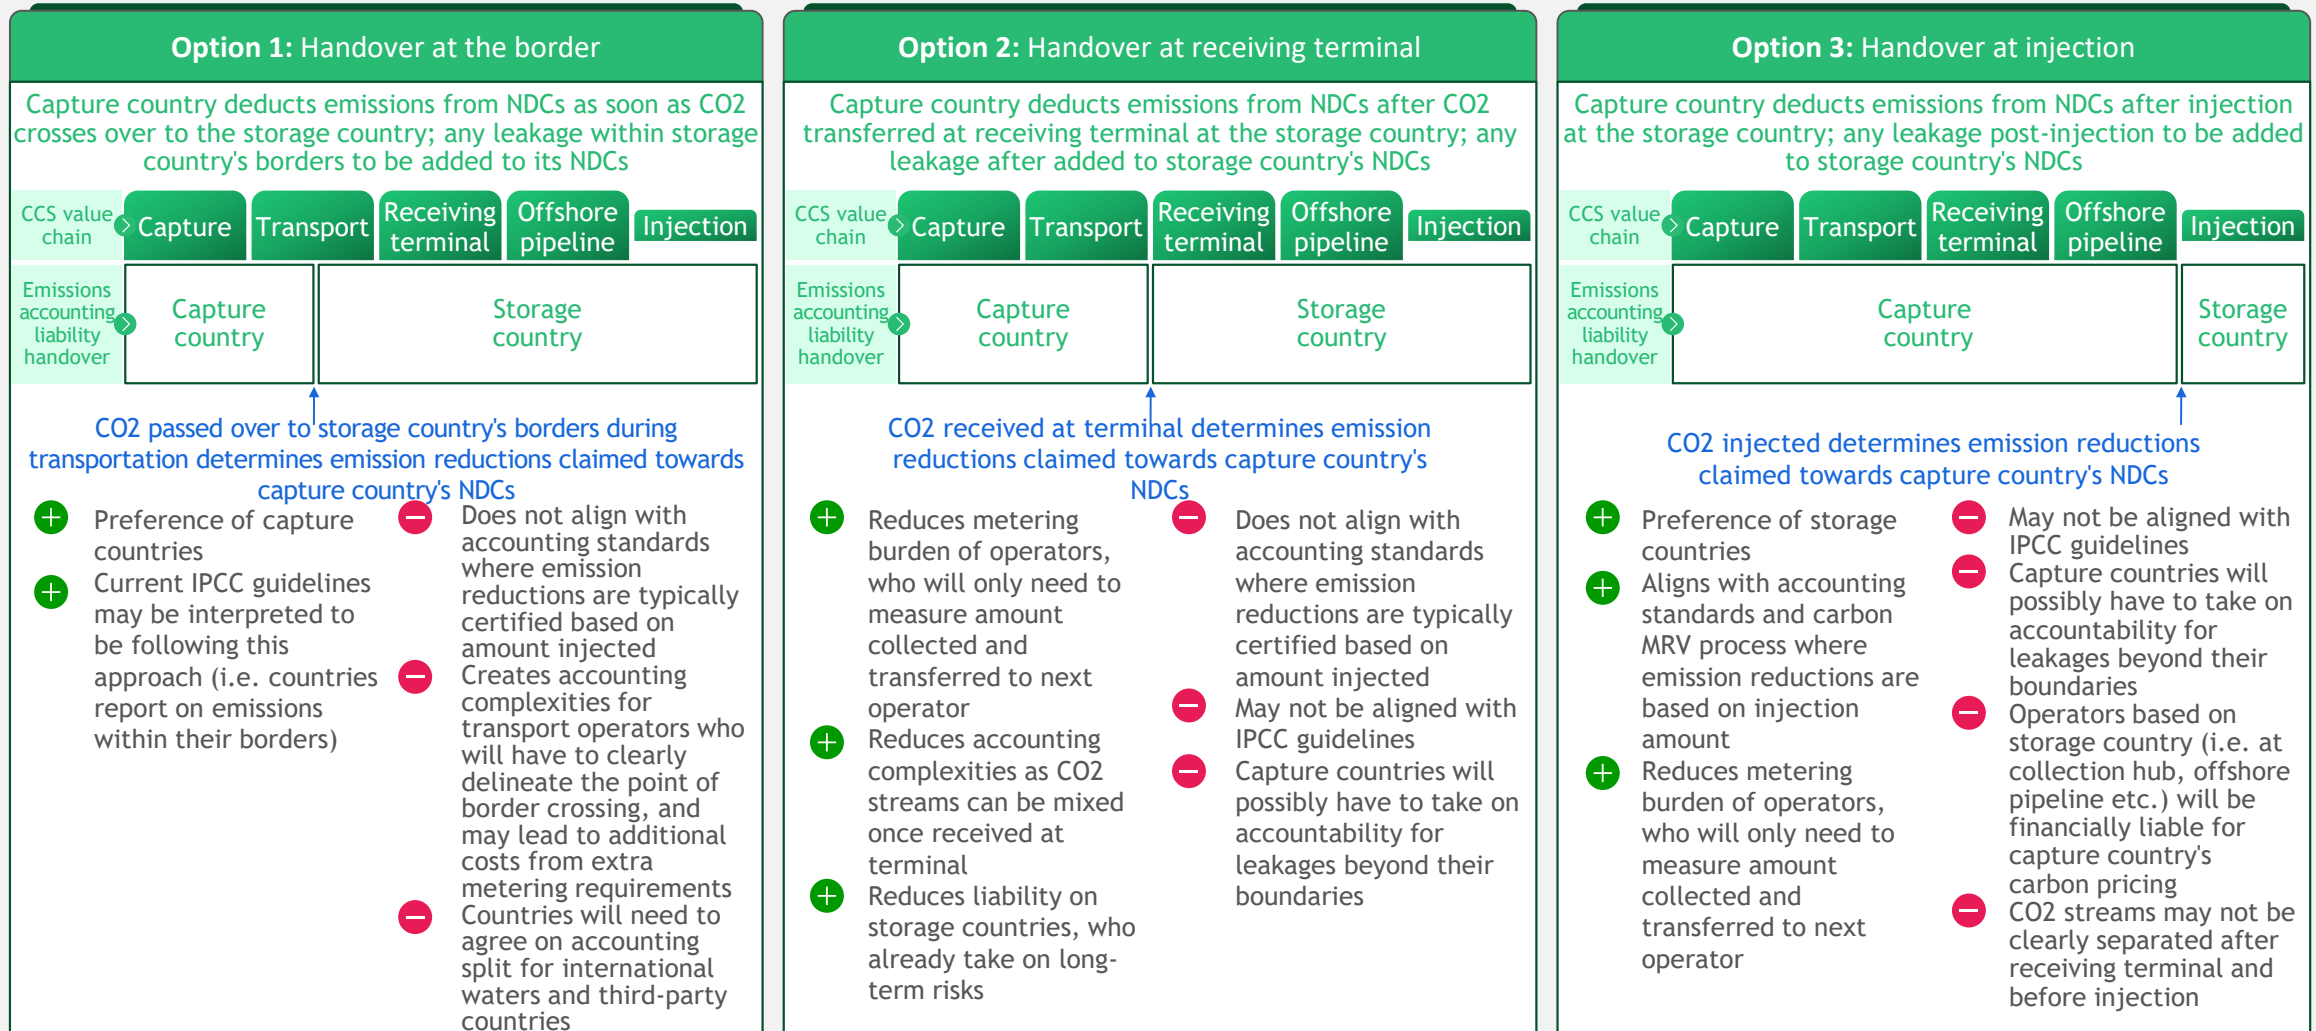 Option 1: Handover at the border
Capture country deducts emissions from NDCs as soon as CO2
crosses over to the storage country; any leakage within storage
country's borders to be added to its NDCs
CCS value
chain
Capture
Transport
Receiving
terminal
Offshore
pipeline
Injection
Emissions
accounting
liability
handover
Capture
country
Storage
country
CO2 passed over to storage country's borders during
transportation determines emission reductions claimed towards
capture country's NDCs
Preference of capture
countries
Current IPCC guidelines
may be interpreted to
be following this
approach (i.e. countries
report on emissions
within their borders)
Does not align with
accounting standards
where emission
reductions are typically
certified based on
amount injected
Creates accounting
complexities for
transport operators who
will have to clearly
delineate the point of
border crossing, and
may lead to additional
costs from extra
metering requirements
Countries will need to
agree on accounting
split for international
waters and third-party
countries
Option 2: Handover at receiving terminal
Capture country deducts emissions from NDCs after CO2
transferred at receiving terminal at the storage country; any
leakage after added to storage country's NDCs
CCS value
chain
Capture
Transport
Receiving
terminal
Offshore
pipeline
Injection
Emissions
accounting
liability
handover
Capture
country
Storage
country
CO2 received at terminal determines emission
reductions claimed towards capture country's
NDCs
Reduces metering
burden of operators,
who will only need to
measure amount
collected and
transferred to next
operator
Reduces accounting
complexities as CO2
streams can be mixed
once received at
terminal
Reduces liability on
storage countries, who
already take on long-
term risks
Does not align with
accounting standards
where emission
reductions are typically
certified based on
amount injected
May not be aligned with
IPCC guidelines
Capture countries will
possibly have to take on
accountability for
leakages beyond their
boundaries
Option 3: Handover at injection
Capture country deducts emissions from NDCs after injection
at the storage country; any leakage post-injection to be added
to storage country's NDCs
CCS value
chain
Capture
Transport
Receiving
terminal
Offshore
pipeline
Injection
Emissions
accounting
liability
handover
Capture
country
Storage
country
CO2 injected determines emission reductions
claimed towards capture country's NDCs
Preference of storage
countries
Aligns with accounting
standards and carbon
MRV process where
emission reductions are
based on injection
amount
Reduces metering
burden of operators,
who will only need to
measure amount
collected and
transferred to next
operator
May not be aligned with
IPCC guidelines
Capture countries will
possibly have to take on
accountability for
leakages beyond their
boundaries
Operators based on
storage country (i.e. at
collection hub, offshore
pipeline etc.) will be
financially liable for
capture country's
carbon pricing
CO2 streams may not be
clearly separated after
receiving terminal and
before injection